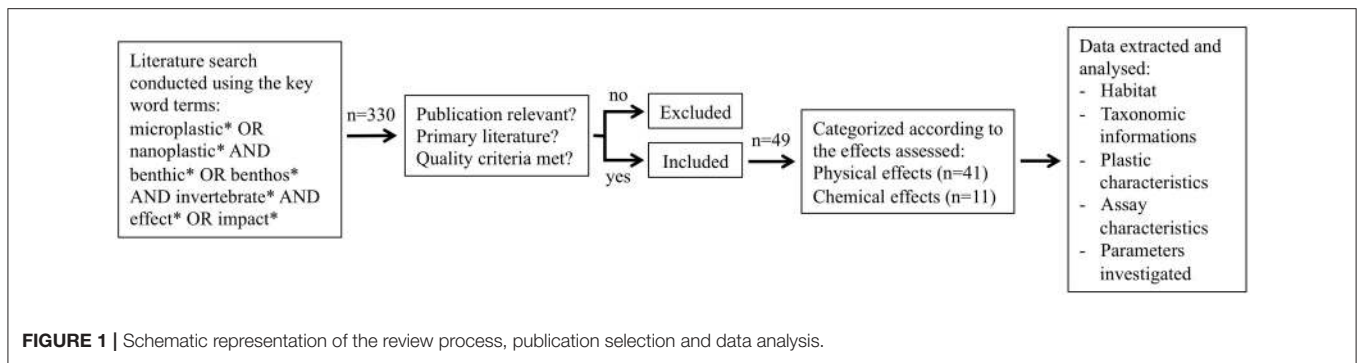 Literature search
conducted using the key
word terms:
microplastic* OR
nanoplastic* AND
benthic* OR benthos*
AND invertebrate* AND
effect* OR impact*
n=330
Publication relevant?
Primary literature?
Quality criteria met?
no
Excluded
yes
Included
n=49
Categorized according to
the effects assessed:
Physical effects (n=41)
Chemical effects (n=11)
Data extracted and
analysed:
- Habitat
- Taxonomic
informations
- Plastic
characteristics
- Assay
characteristics
- Parameters
investigated
FIGURE 1 | Schematic representation of the review process, publication selection and data analysis.